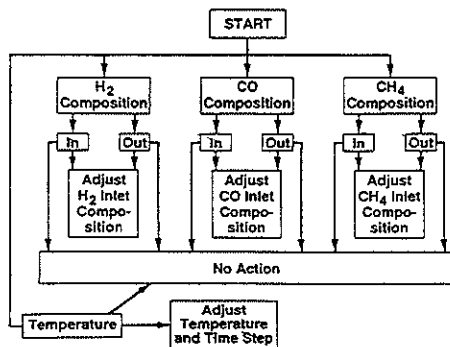 START
H2 Composition
CO Composition
CH4 Composition
In
Out
In
Out
In
Out
Adjust
H2 Inlet
Compo-
sition
Adjust
CO Inlet
Compo-
sition
Adjust
CH4 Inlet
Compo-
sition
No Action
Temperature
Adjust
Temperature
and Time Step